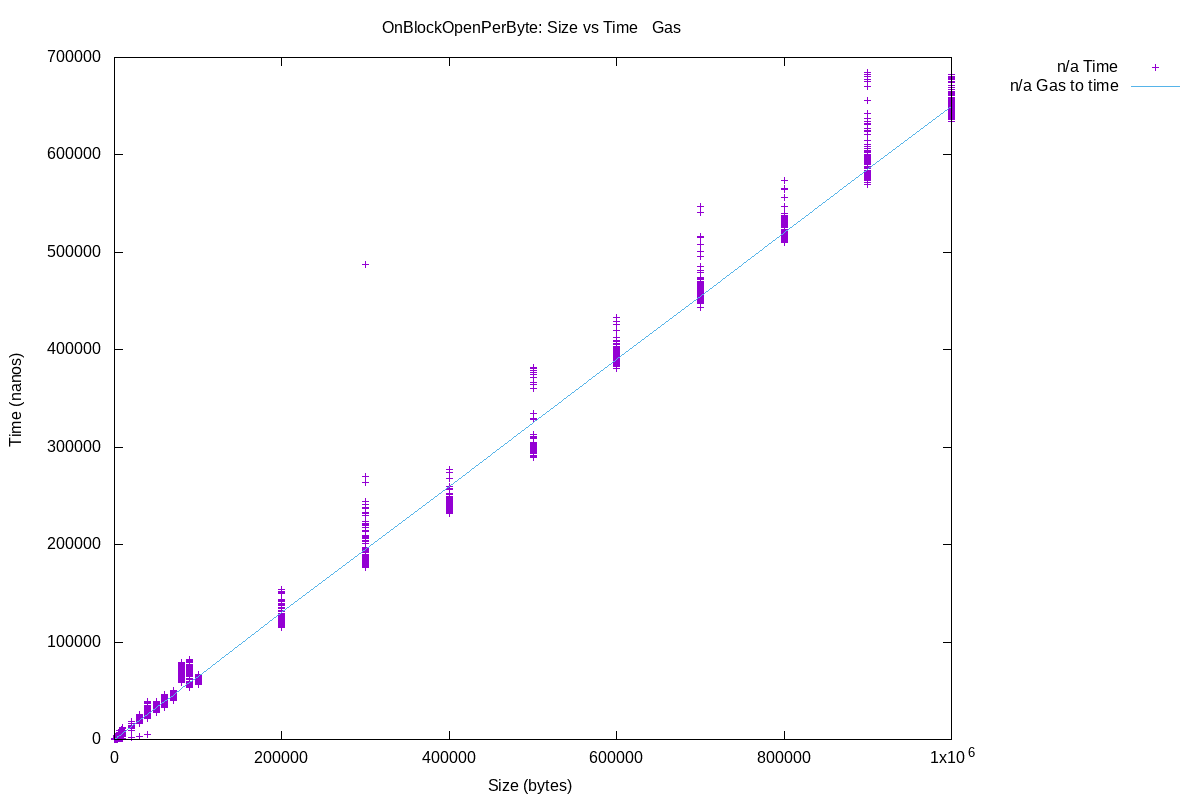 OnBlockOpenPerByte: Size vs Time   Gas
n/a Time
n/a Gas to time
700000
600000
500000
400000
300000
200000
100000
0
Time (nanos)
0 200000 400000 600000 800000 1x10^6
Size (bytes)